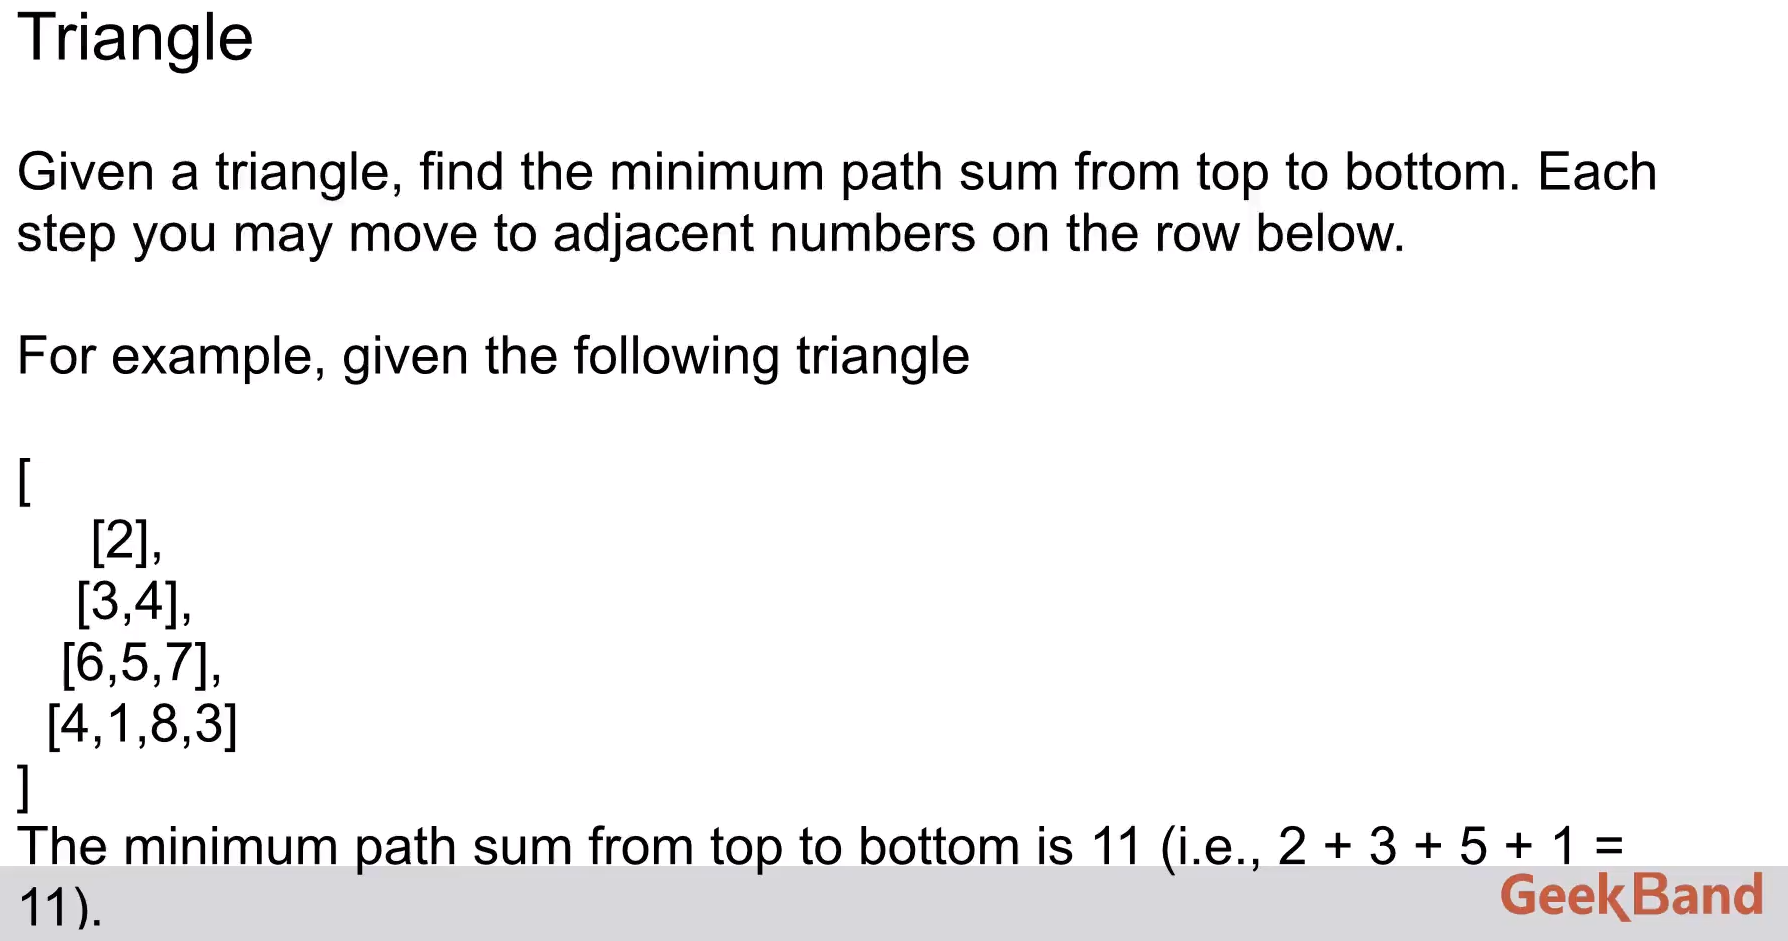 Triangle
Given a triangle, find the minimum path sum from top to bottom. Each
step you may move to adjacent numbers on the row below.
For example, given the following triangle
[
[2],
[3,4],
[6,5,7],
[4,1,8,3]
]
The minimum path sum from top to bottom is 11 (i.e., 2 + 3 + 5 + 1 =
11).
GeekBand